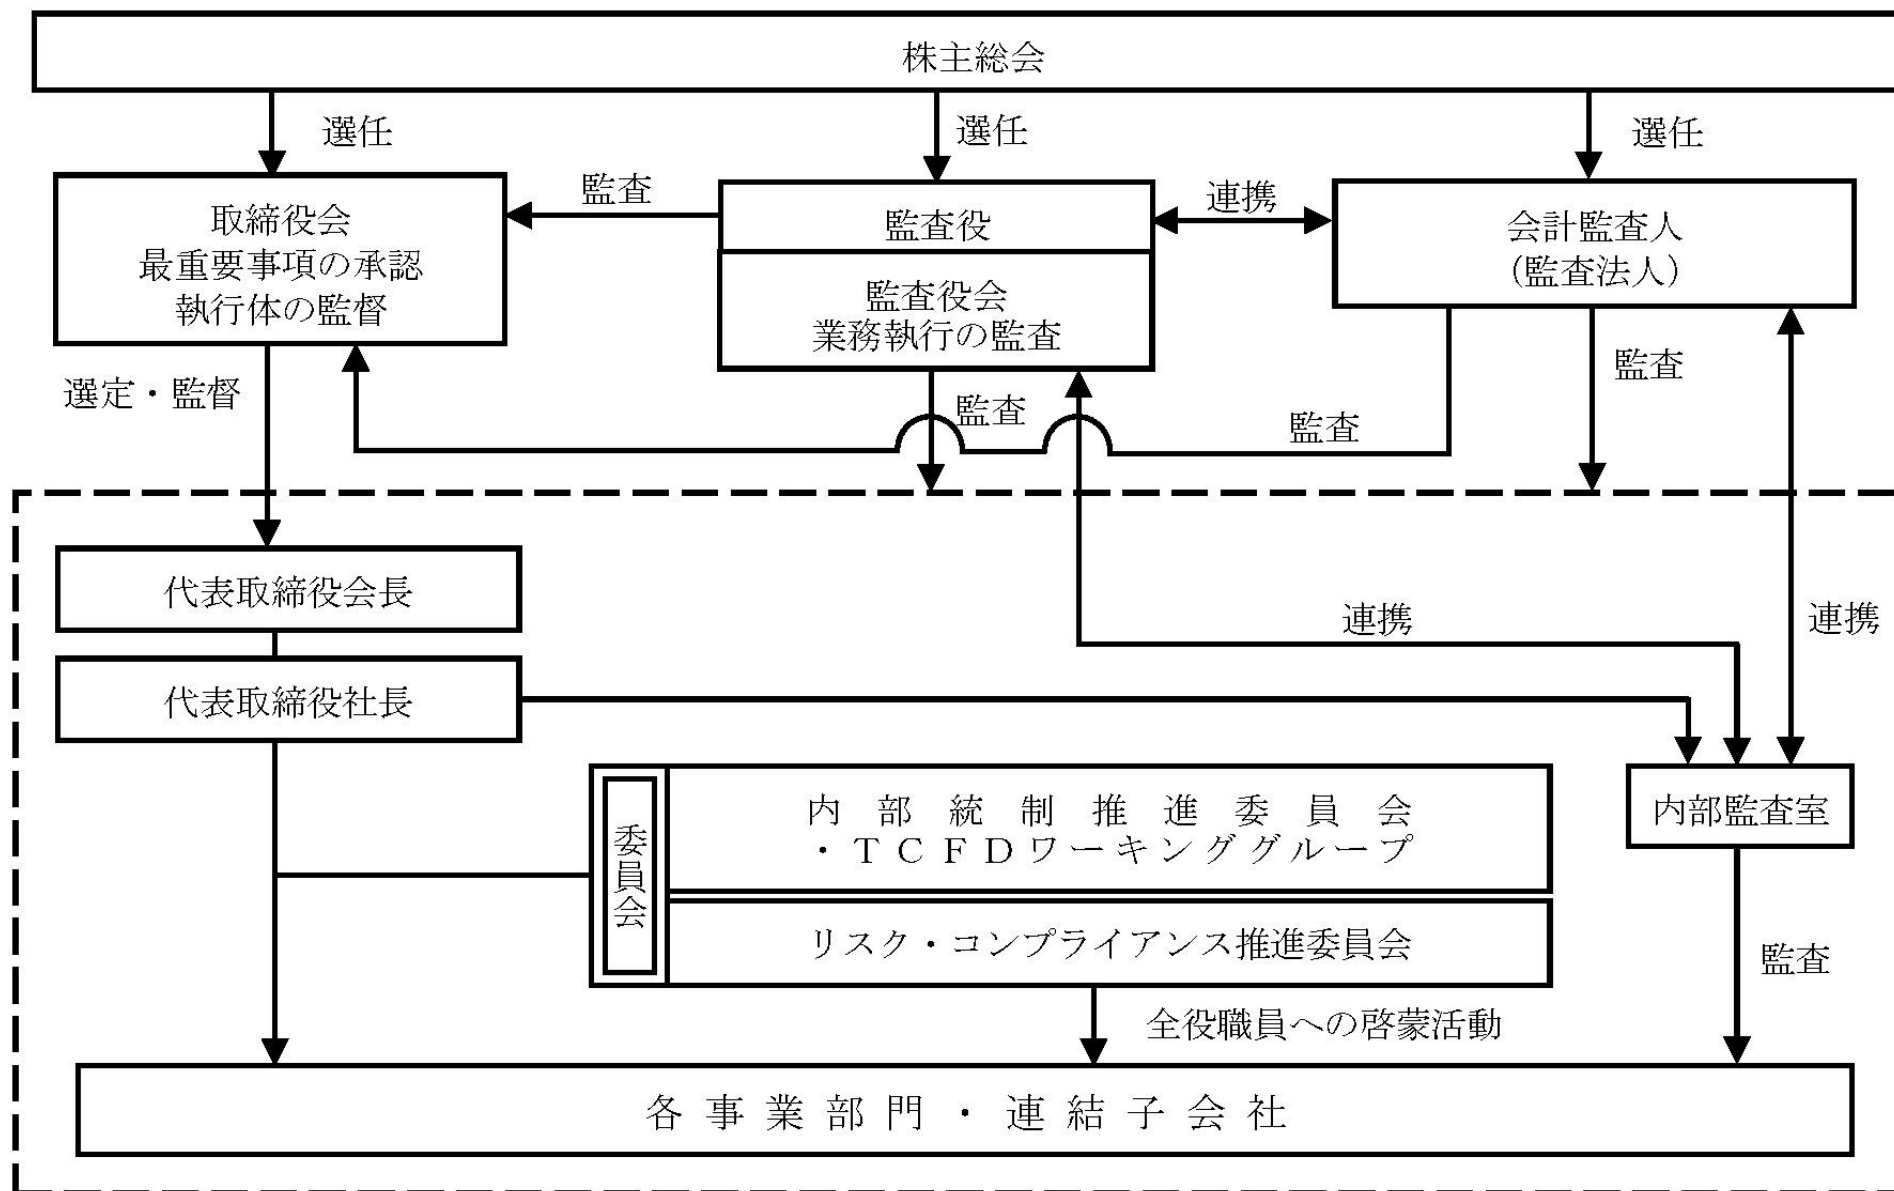 株主総会
選任
選任
選任
取締役会
最重要事項の承認
執行体の監督
監査
監査役
監査役会
業務執行の監査
連携
会計監査人
（監査法人）
選定・監督
監査
監査
監査
代表取締役会長
代表取締役社長
連携
連携
委員会
内部統制推進委員会
・ＴＣＦＤワーキンググループ
リスク・コンプライアンス推進委員会
内部監査室
監査
全役職員への啓蒙活動
各事業部門・連結子会社